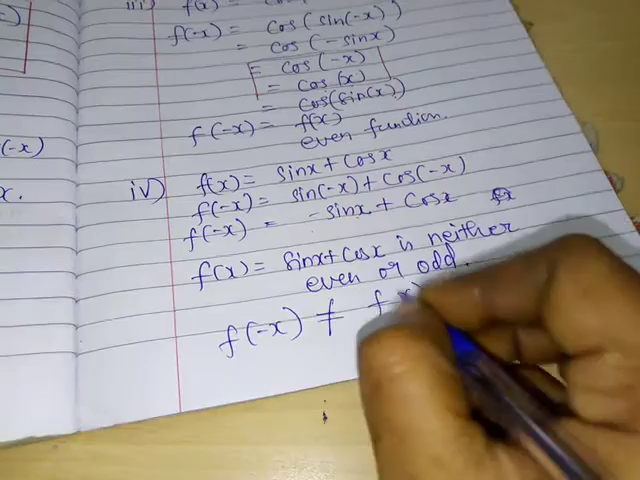 iii) f(x) = cos
f(-x) = cos(sin(-x))
= cos(-sinx)
= cos(-x)
= cos(x)
= cos(sin(x))
f(-x) = f(x)
even function.
(-x)
x.
iv) f(x) = sinx + cosx
f(-x) = sin(-x) + cos(-x)
f(-x) = -sinx + cosx
f(x) = sinx + cosx is neither
even or odd.
f(-x) ≠ f(x)